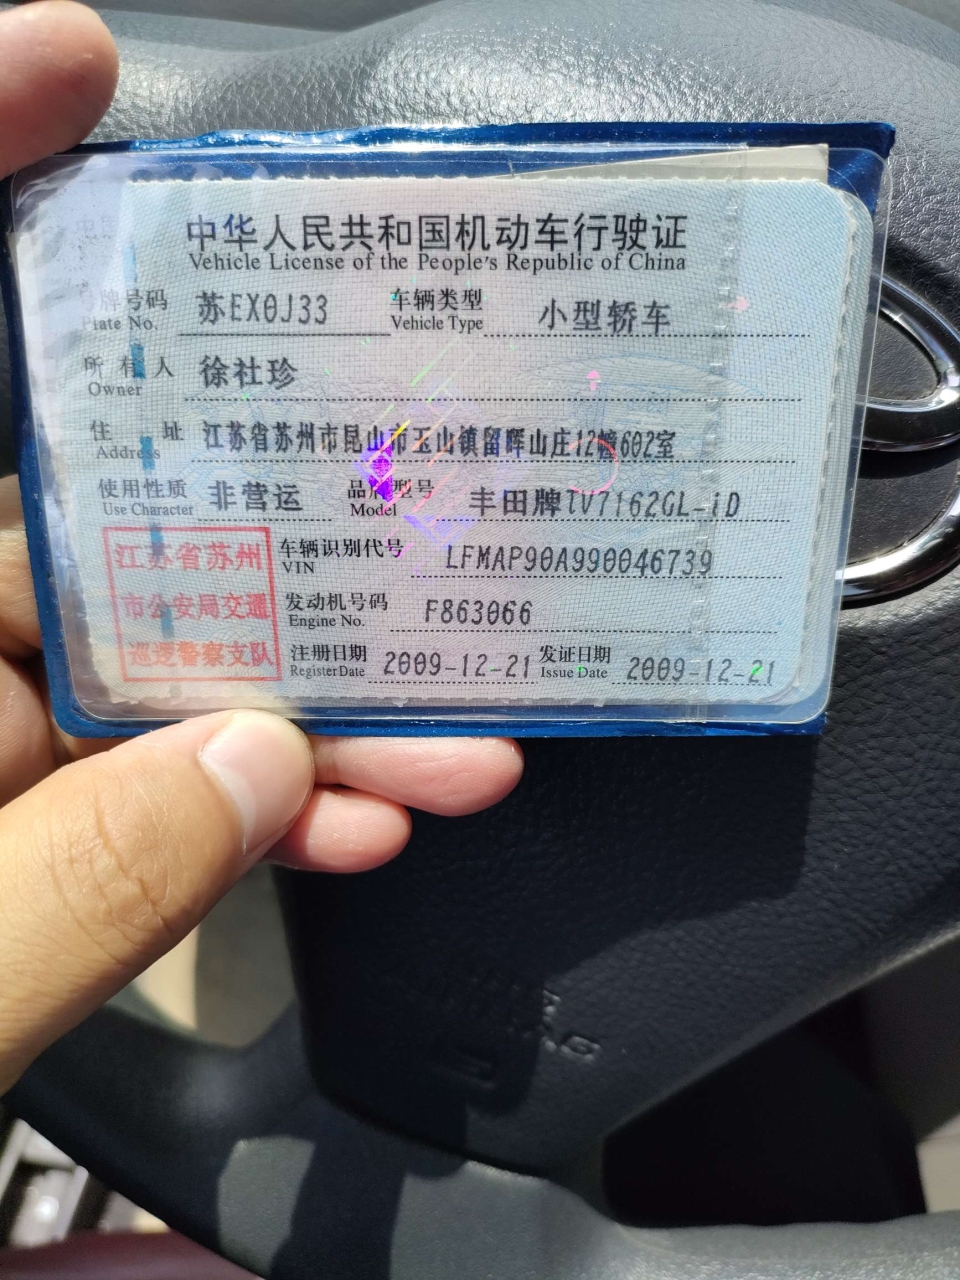 中华人民共和国机动车行驶证
Vehicle License of the People's Republic of China
号牌号码 苏EX0J33 车辆类型 小型轿车
Plate No. Vehicle Type
所有人 徐社珍
Owner
住址 江苏省苏州市昆山市玉山镇留晖山庄12幢602室
Address
使用性质 非营运 品牌型号 丰田牌TV7162GL-iD
Use Character Model
江苏省苏州
市公安局交通
巡逻警察支队
车辆识别代号 LFMAP90A990046739
VIN
发动机号码 F863066
Engine No.
注册日期 2009-12-21 发证日期 2009-12-21
Register Date Issue Date